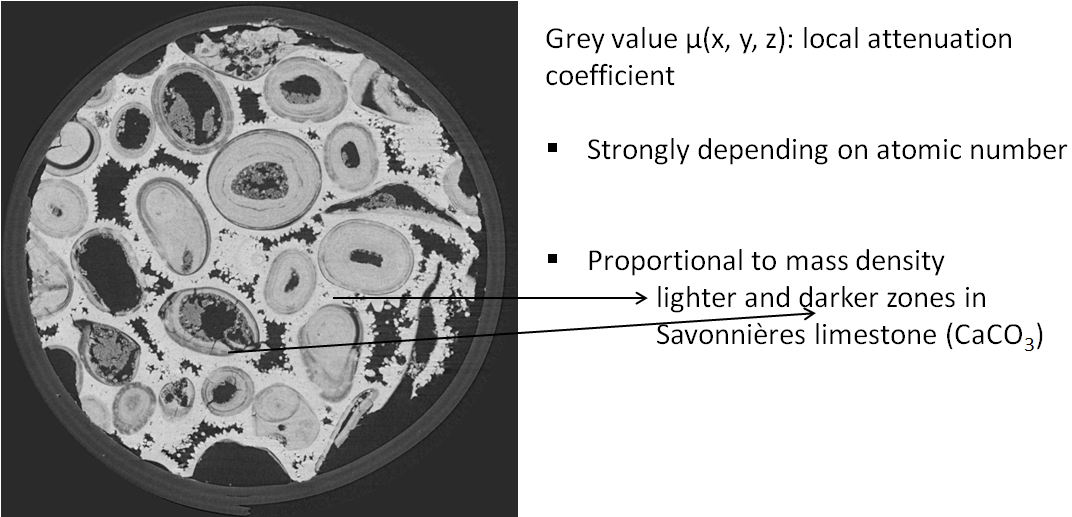 Grey value μ(x, y, z): local attenuation
coefficient
▪ Strongly depending on atomic number
▪ Proportional to mass density
lighter and darker zones in
Savonnières limestone (CaCO₃)